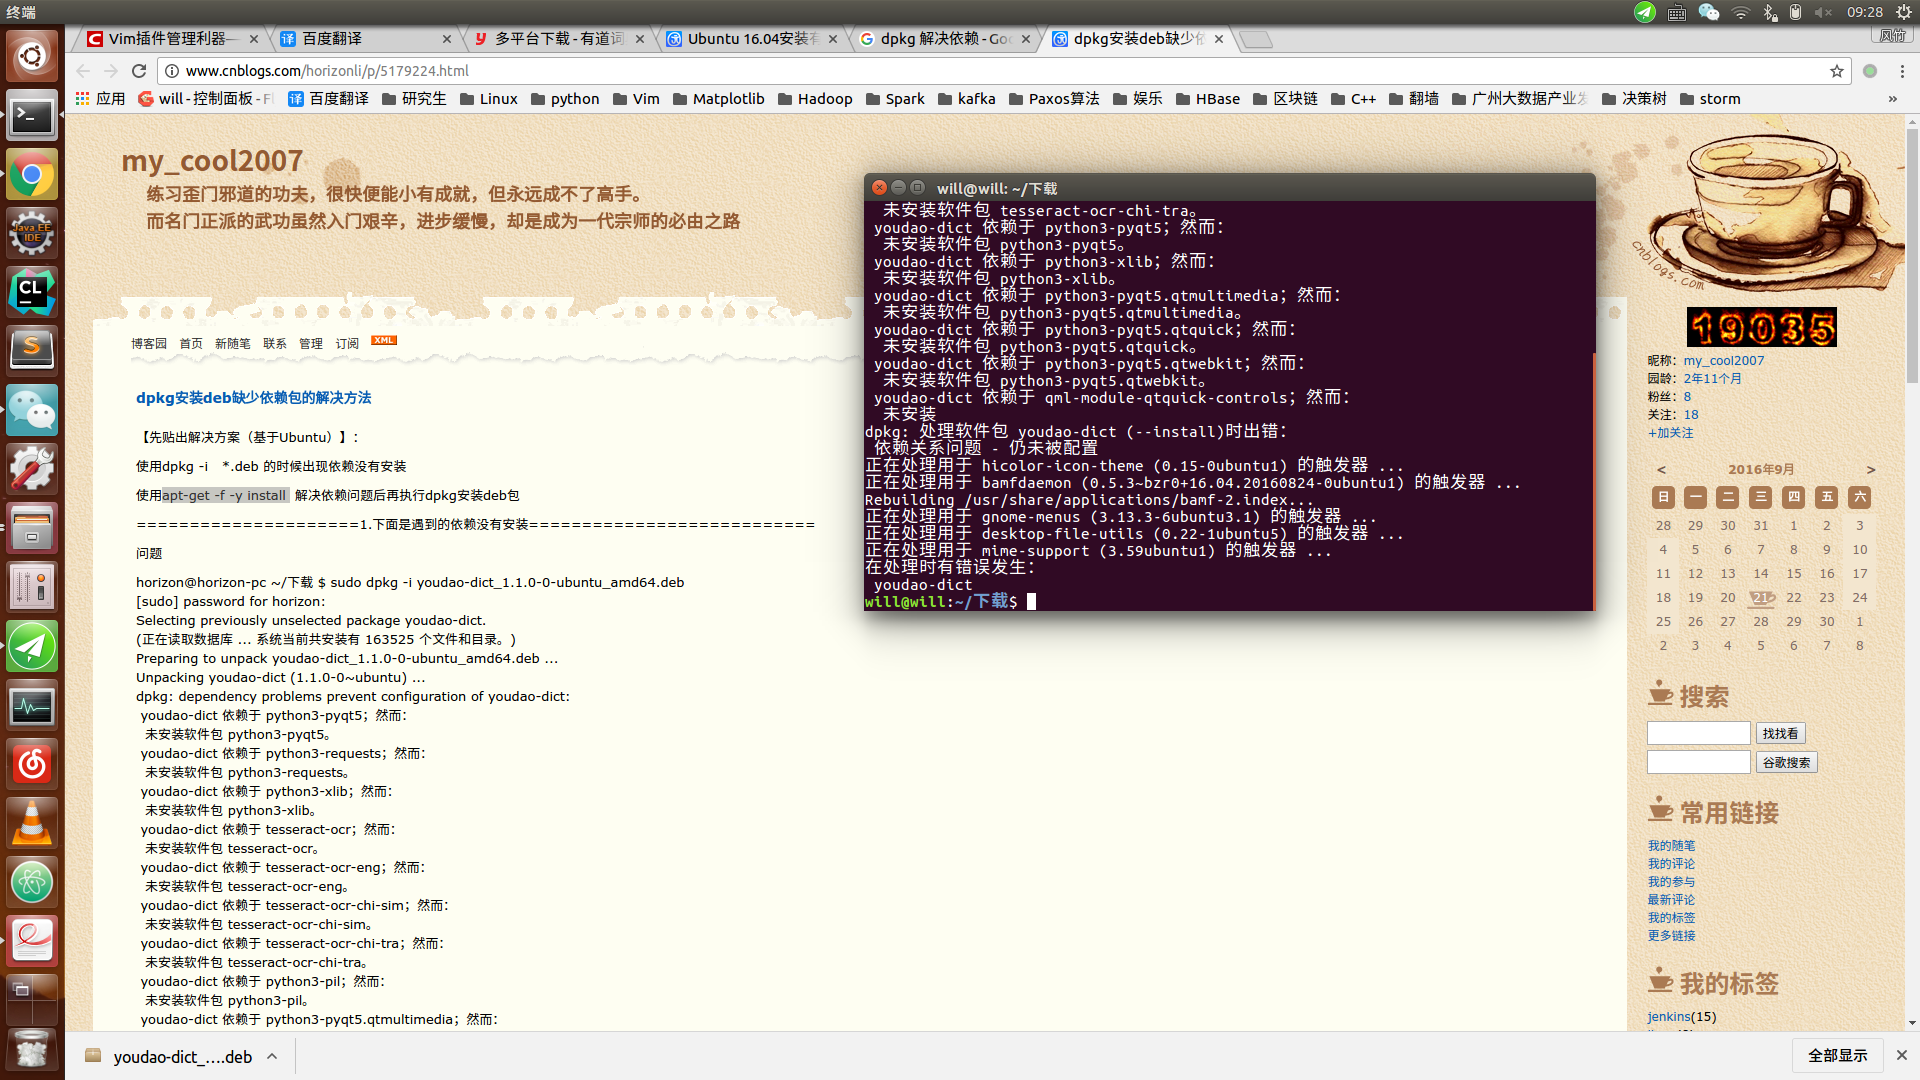 终端
09:28
Vim插件管理利器—
百度翻译
多平台下载 - 有道词
Ubuntu 16.04安装有
dpkg 解决依赖 - Goo
dpkg安装deb缺少依
风竹
www.cnblogs.com/horizonli/p/5179224.html
应用
will - 控制面板 - Fl
百度翻译
研究生
Linux
python
Vim
Matplotlib
Hadoop
Spark
kafka
Paxos算法
娱乐
HBase
区块链
C++
翻墙
广州大数据产业发
决策树
storm
»
my_cool2007
练习歪门邪道的功夫，很快便能小有成就，但永远成不了高手。
而名门正派的武功虽然入门艰辛，进步缓慢，却是成为一代宗师的必由之路
博客园 首页 新随笔 联系 管理 订阅 XML
dpkg安装deb缺少依赖包的解决方法
【先贴出解决方案（基于Ubuntu）】：
使用dpkg -i *.deb 的时候出现依赖没有安装
使用apt-get -f -y install 解决依赖问题后再执行dpkg安装deb包
=====================1.下面是遇到的依赖没有安装===========================
问题
horizon@horizon-pc ~/下载 $ sudo dpkg -i youdao-dict_1.1.0-0-ubuntu_amd64.deb
[sudo] password for horizon:
Selecting previously unselected package youdao-dict.
(正在读取数据库 ... 系统当前共安装有 163525 个文件和目录。)
Preparing to unpack youdao-dict_1.1.0-0-ubuntu_amd64.deb ...
Unpacking youdao-dict (1.1.0-0~ubuntu) ...
dpkg: dependency problems prevent configuration of youdao-dict:
youdao-dict 依赖于 python3-pyqt5；然而：
未安装软件包 python3-pyqt5。
youdao-dict 依赖于 python3-requests；然而：
未安装软件包 python3-requests。
youdao-dict 依赖于 python3-xlib；然而：
未安装软件包 python3-xlib。
youdao-dict 依赖于 tesseract-ocr；然而：
未安装软件包 tesseract-ocr。
youdao-dict 依赖于 tesseract-ocr-eng；然而：
未安装软件包 tesseract-ocr-eng。
youdao-dict 依赖于 tesseract-ocr-chi-sim；然而：
未安装软件包 tesseract-ocr-chi-sim。
youdao-dict 依赖于 tesseract-ocr-chi-tra；然而：
未安装软件包 tesseract-ocr-chi-tra。
youdao-dict 依赖于 python3-pil；然而：
未安装软件包 python3-pil。
youdao-dict 依赖于 python3-pyqt5.qtmultimedia；然而：
will@will: ~/下载
未安装软件包 tesseract-ocr-chi-tra。
youdao-dict 依赖于 python3-pyqt5；然而：
未安装软件包 python3-pyqt5。
youdao-dict 依赖于 python3-xlib；然而：
未安装软件包 python3-xlib。
youdao-dict 依赖于 python3-pyqt5.qtmultimedia；然而：
未安装软件包 python3-pyqt5.qtmultimedia。
youdao-dict 依赖于 python3-pyqt5.qtquick；然而：
未安装软件包 python3-pyqt5.qtquick。
youdao-dict 依赖于 python3-pyqt5.qtwebkit；然而：
未安装软件包 python3-pyqt5.qtwebkit。
youdao-dict 依赖于 qml-module-qtquick-controls；然而：
未安装
dpkg: 处理软件包 youdao-dict (--install)时出错：
依赖关系问题 - 仍未被配置
正在处理用于 hicolor-icon-theme (0.15-0ubuntu1) 的触发器 ...
正在处理用于 bamfdaemon (0.5.3~bzr0+16.04.20160824-0ubuntu1) 的触发器 ...
Rebuilding /usr/share/applications/bamf-2.index...
正在处理用于 gnome-menus (3.13.3-6ubuntu3.1) 的触发器 ...
正在处理用于 desktop-file-utils (0.22-1ubuntu5) 的触发器 ...
正在处理用于 mime-support (3.59ubuntu1) 的触发器 ...
在处理时有错误发生：
youdao-dict
will@will:~/下载$
cnblogs.com
19035
昵称：my_cool2007
园龄：2年11个月
粉丝：8
关注：18
+加关注
< 2016年9月 >
日 一 二 三 四 五 六
28 29 30 31 1 2 3
4 5 6 7 8 9 10
11 12 13 14 15 16 17
18 19 20 21 22 23 24
25 26 27 28 29 30 1
2 3 4 5 6 7 8
搜索
找找看
谷歌搜索
常用链接
我的随笔
我的评论
我的参与
最新评论
我的标签
更多链接
我的标签
jenkins(15)
Java EE
IDE
CL
S
youdao-dict_....deb
全部显示